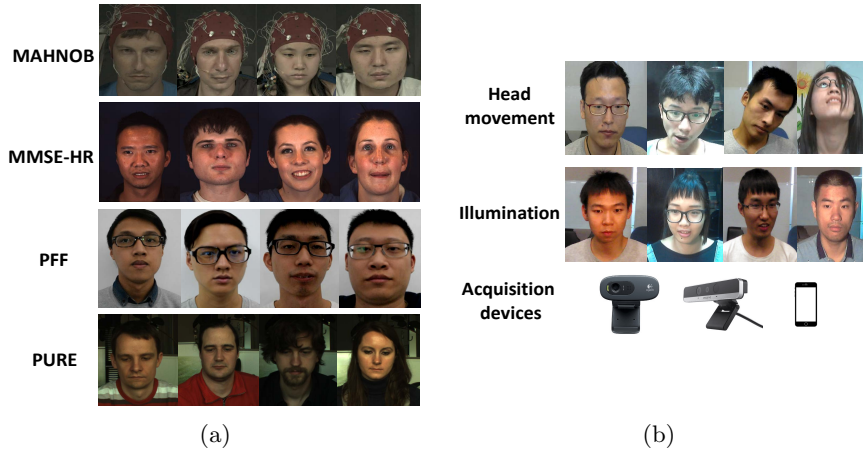 MAHNOB
MMSE-HR
PFF
PURE
(a)
Head
movement
Illumination
Acquisition
devices
(b)